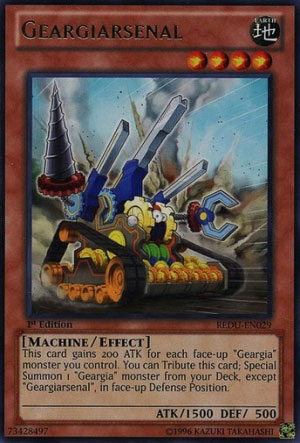 GEARGIARSENAL
EARTH
地
1st Edition
REDU-EN029
[MACHINE/EFFECT]
This card gains 200 ATK for each face-up "Geargia"
monster you control. You can Tribute this card; Special
Summon 1 "Geargia" monster from your Deck, except
"Geargiarsenal", in face-up Defense Position.
ATK/1500 DEF/ 500
73428497
©1996 KAZUKI TAKAHASHI